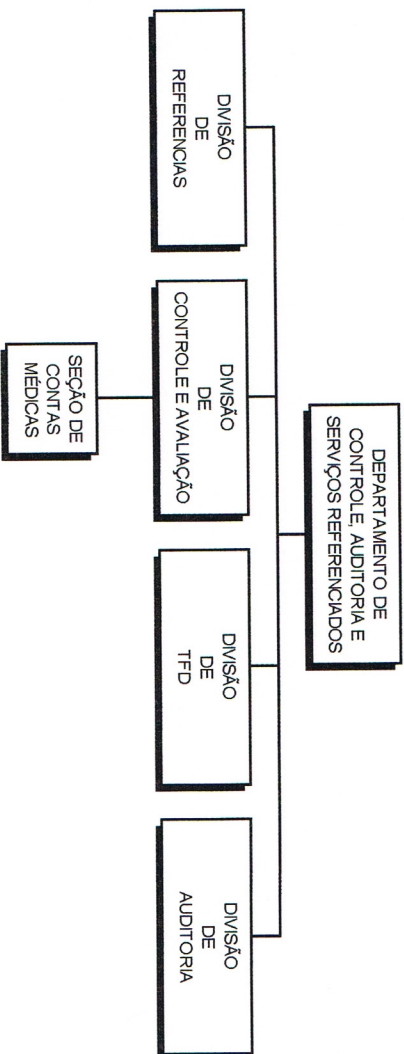 DEPARTAMENTO DE
CONTROLE, AUDITORIA E
SERVIÇOS REFERENCIADOS
DIVISÃO
DE
REFERENCIAS
DIVISÃO
DE
CONTROLE E AVALIAÇÃO
DIVISÃO
DE
TFD
DIVISÃO
DE
AUDITORIA
SEÇÃO DE
CONTAS
MÉDICAS